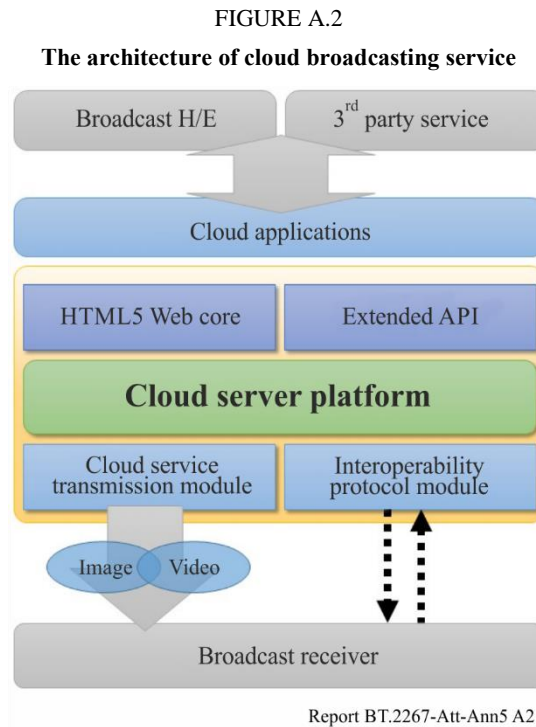 FIGURE A.2
The architecture of cloud broadcasting service
Broadcast H/E
3rd party service
Cloud applications
HTML5 Web core
Extended API
Cloud server platform
Cloud service
transmission module
Interoperability
protocol module
Image
Video
Broadcast receiver
Report BT.2267-Att-Ann5 A2